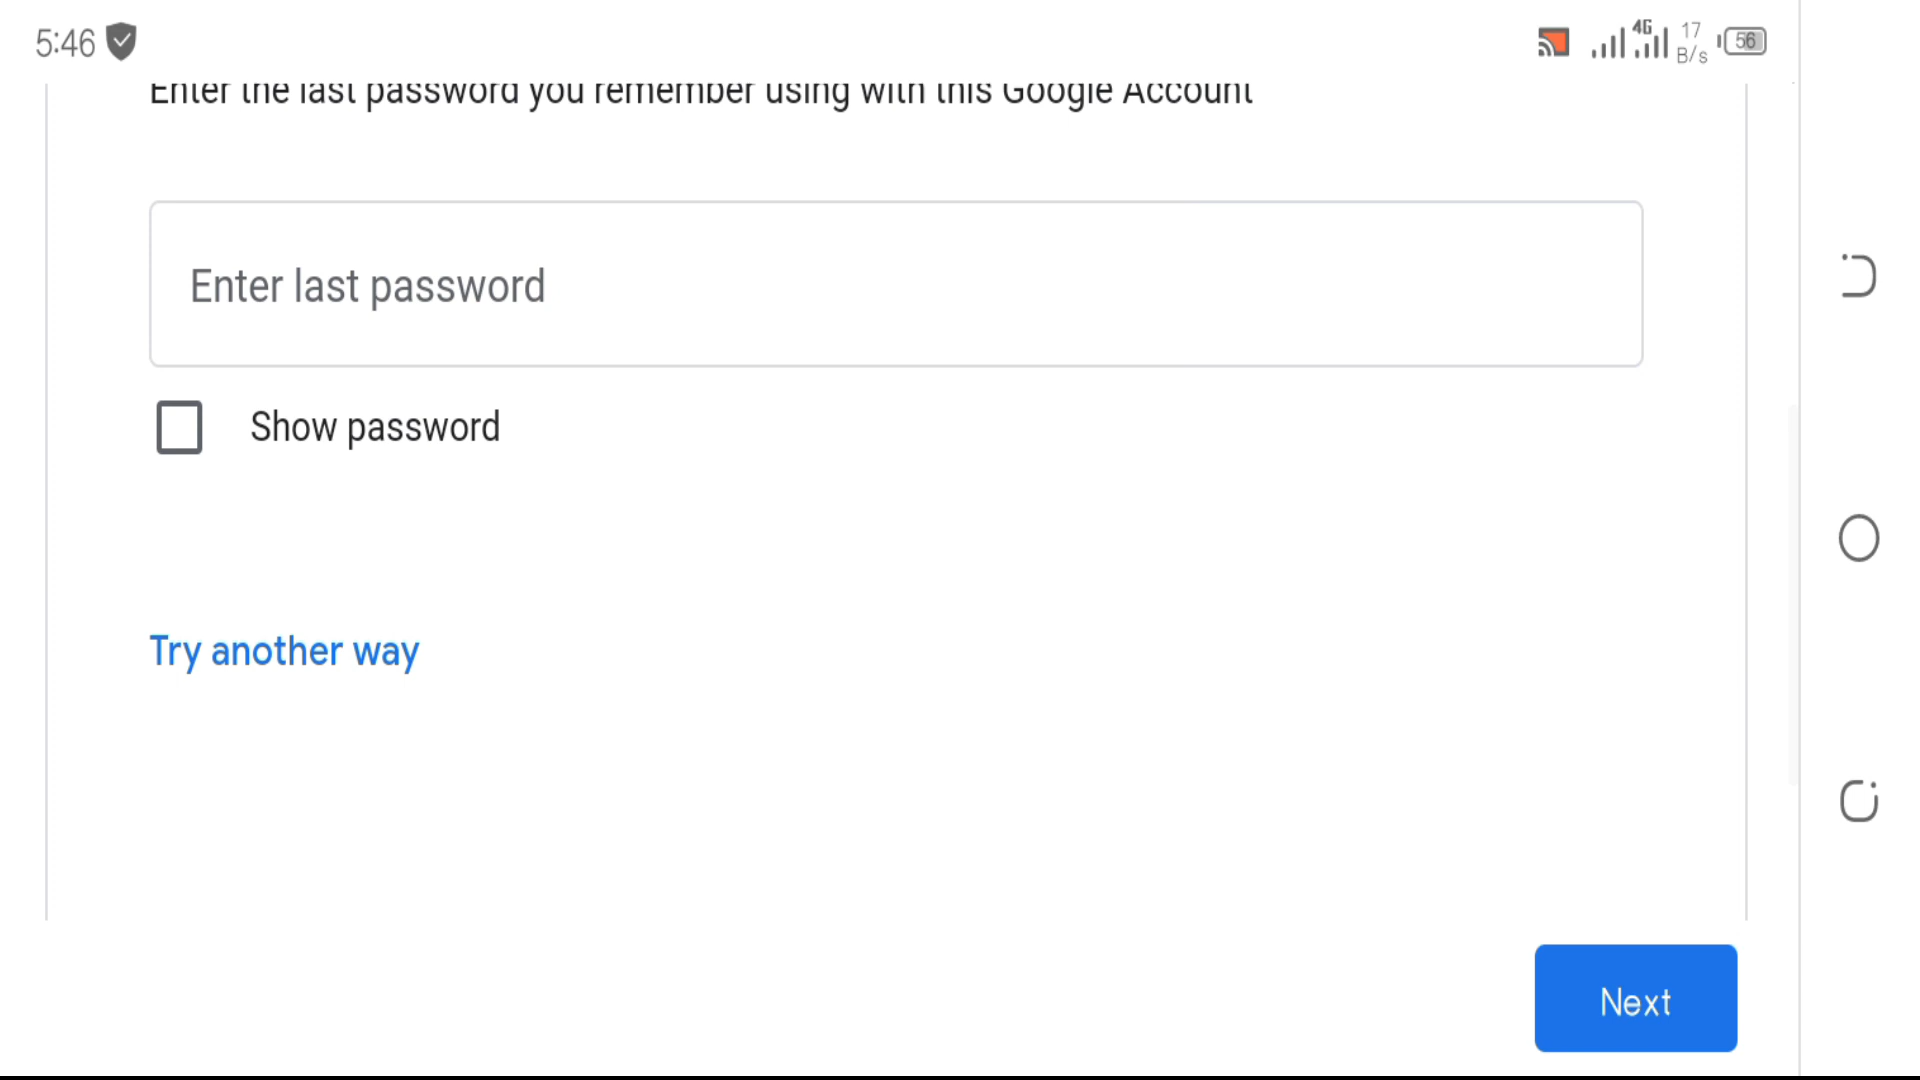 5:46
4G
17
B/s
56
Enter the last password you remember using with this Google Account
Enter last password
Show password
Try another way
Next